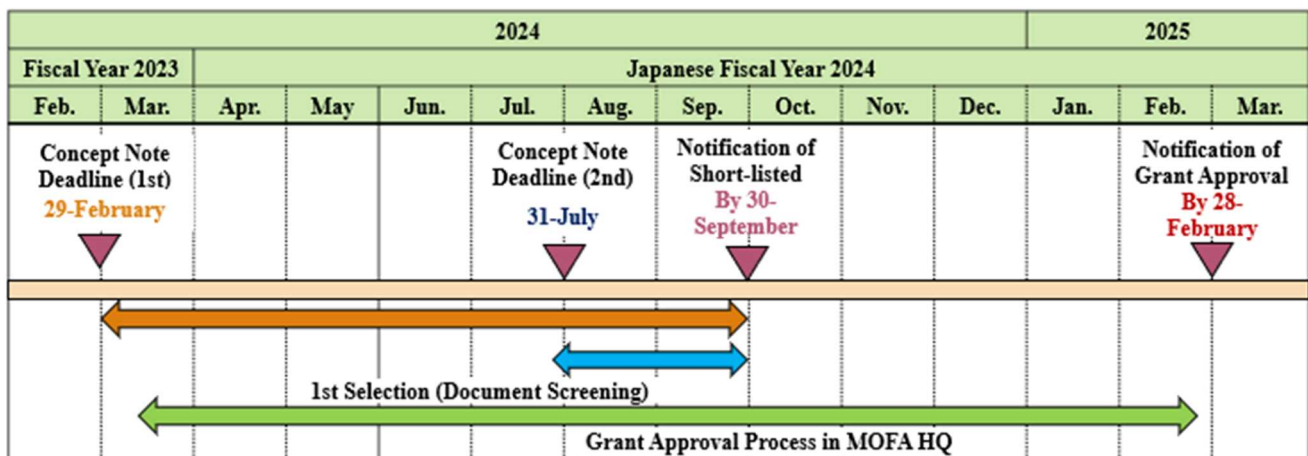 2024 2025
Fiscal Year 2023 Japanese Fiscal Year 2024
Feb. Mar. Apr. May Jun. Jul. Aug. Sep. Oct. Nov. Dec. Jan. Feb. Mar.
Concept Note
Deadline (1st)
29-February
Concept Note
Deadline (2nd)
31-July
Notification of
Short-listed
By 30-
September
Notification of
Grant Approval
By 28-
February
1st Selection (Document Screening)
Grant Approval Process in MOFA HQ